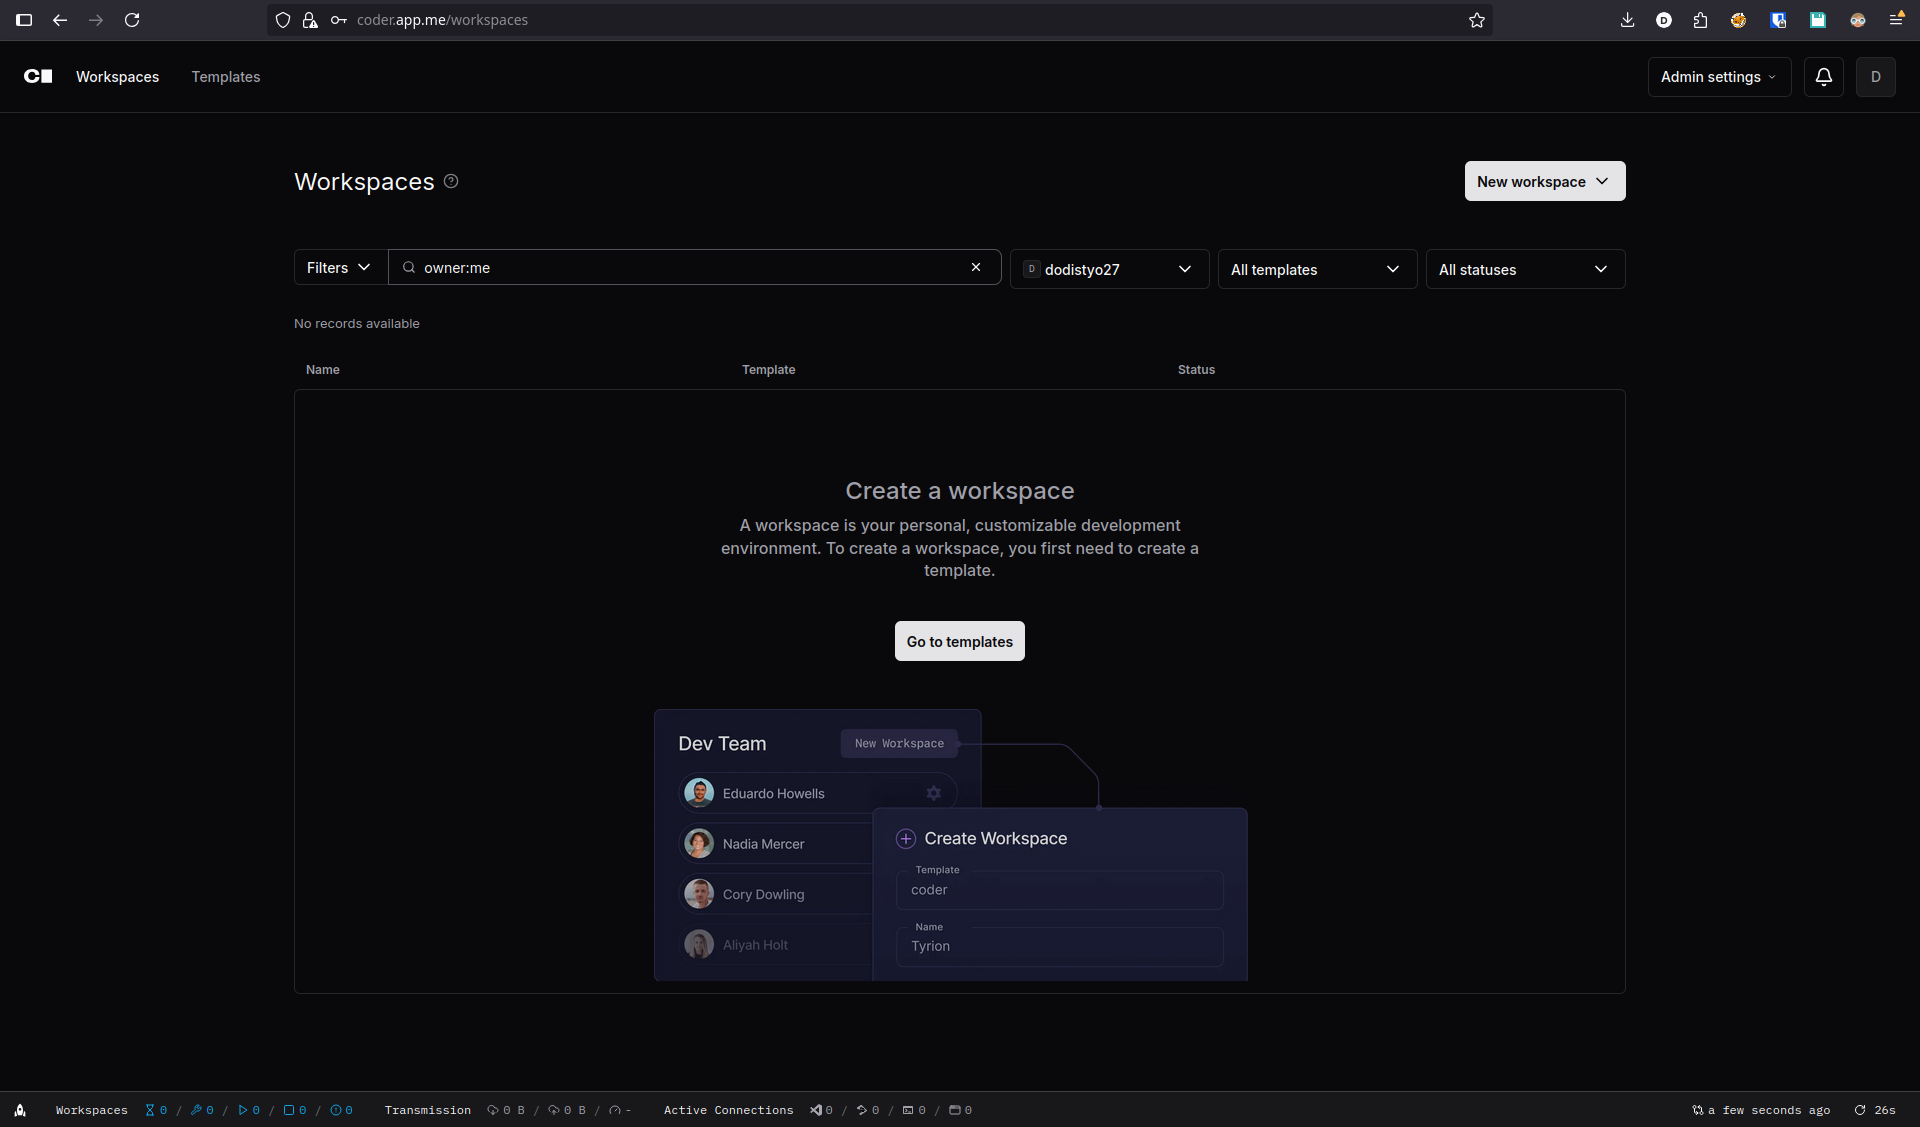 coder.app.me/workspaces
Workspaces
Templates
Admin settings
D
Workspaces
New workspace
Filters
owner:me
D dodistyo27
All templates
All statuses
No records available
Name
Template
Status
Create a workspace
A workspace is your personal, customizable development
environment. To create a workspace, you first need to create a
template.
Go to templates
Dev Team
New Workspace
Eduardo Howells
Nadia Mercer
Cory Dowling
Aliyah Holt
Create Workspace
Template
coder
Name
Tyrion
Workspaces 0 / 0 / 0 / 0 / 0 Transmission 0 B / 0 B / - Active Connections 0 / 0 / 0 / 0 a few seconds ago 26s